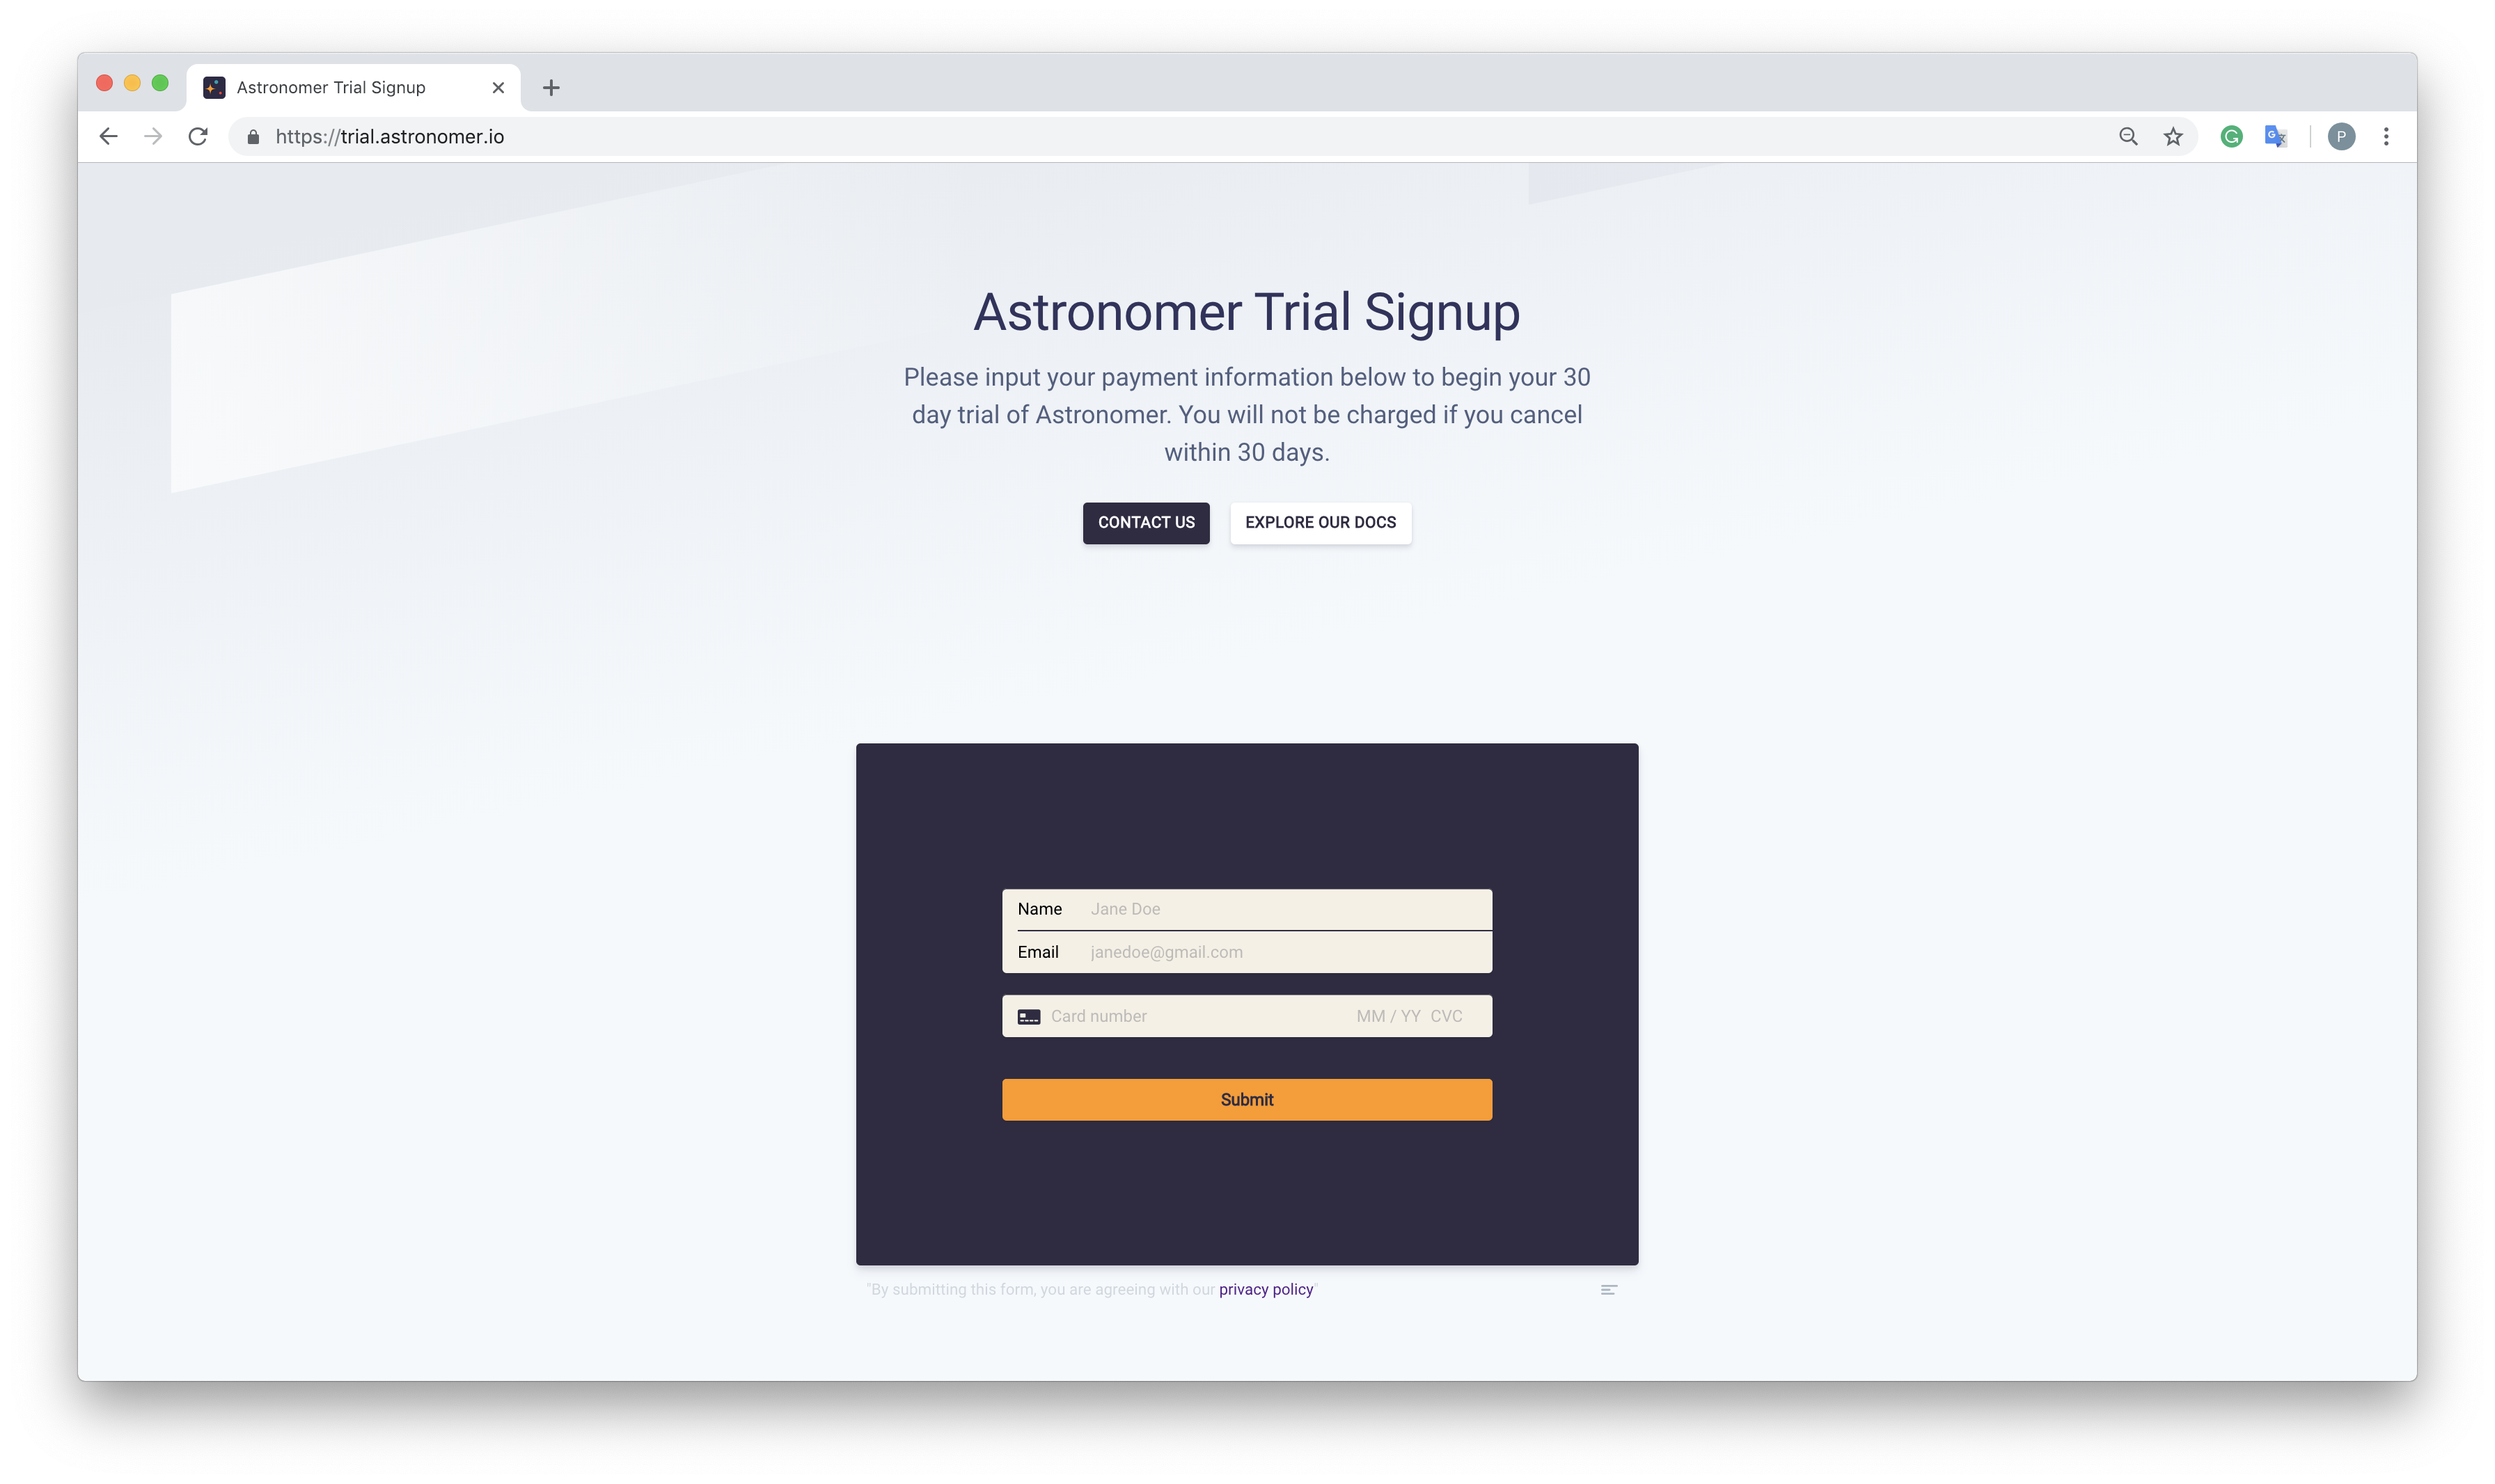 Astronomer Trial Signup
https://trial.astronomer.io
P
Astronomer Trial Signup
Please input your payment information below to begin your 30
day trial of Astronomer. You will not be charged if you cancel
within 30 days.
CONTACT US EXPLORE OUR DOCS
Name Jane Doe
Email janedoe@gmail.com
Card number MM / YY CVC
Submit
"By submitting this form, you are agreeing with our privacy policy"